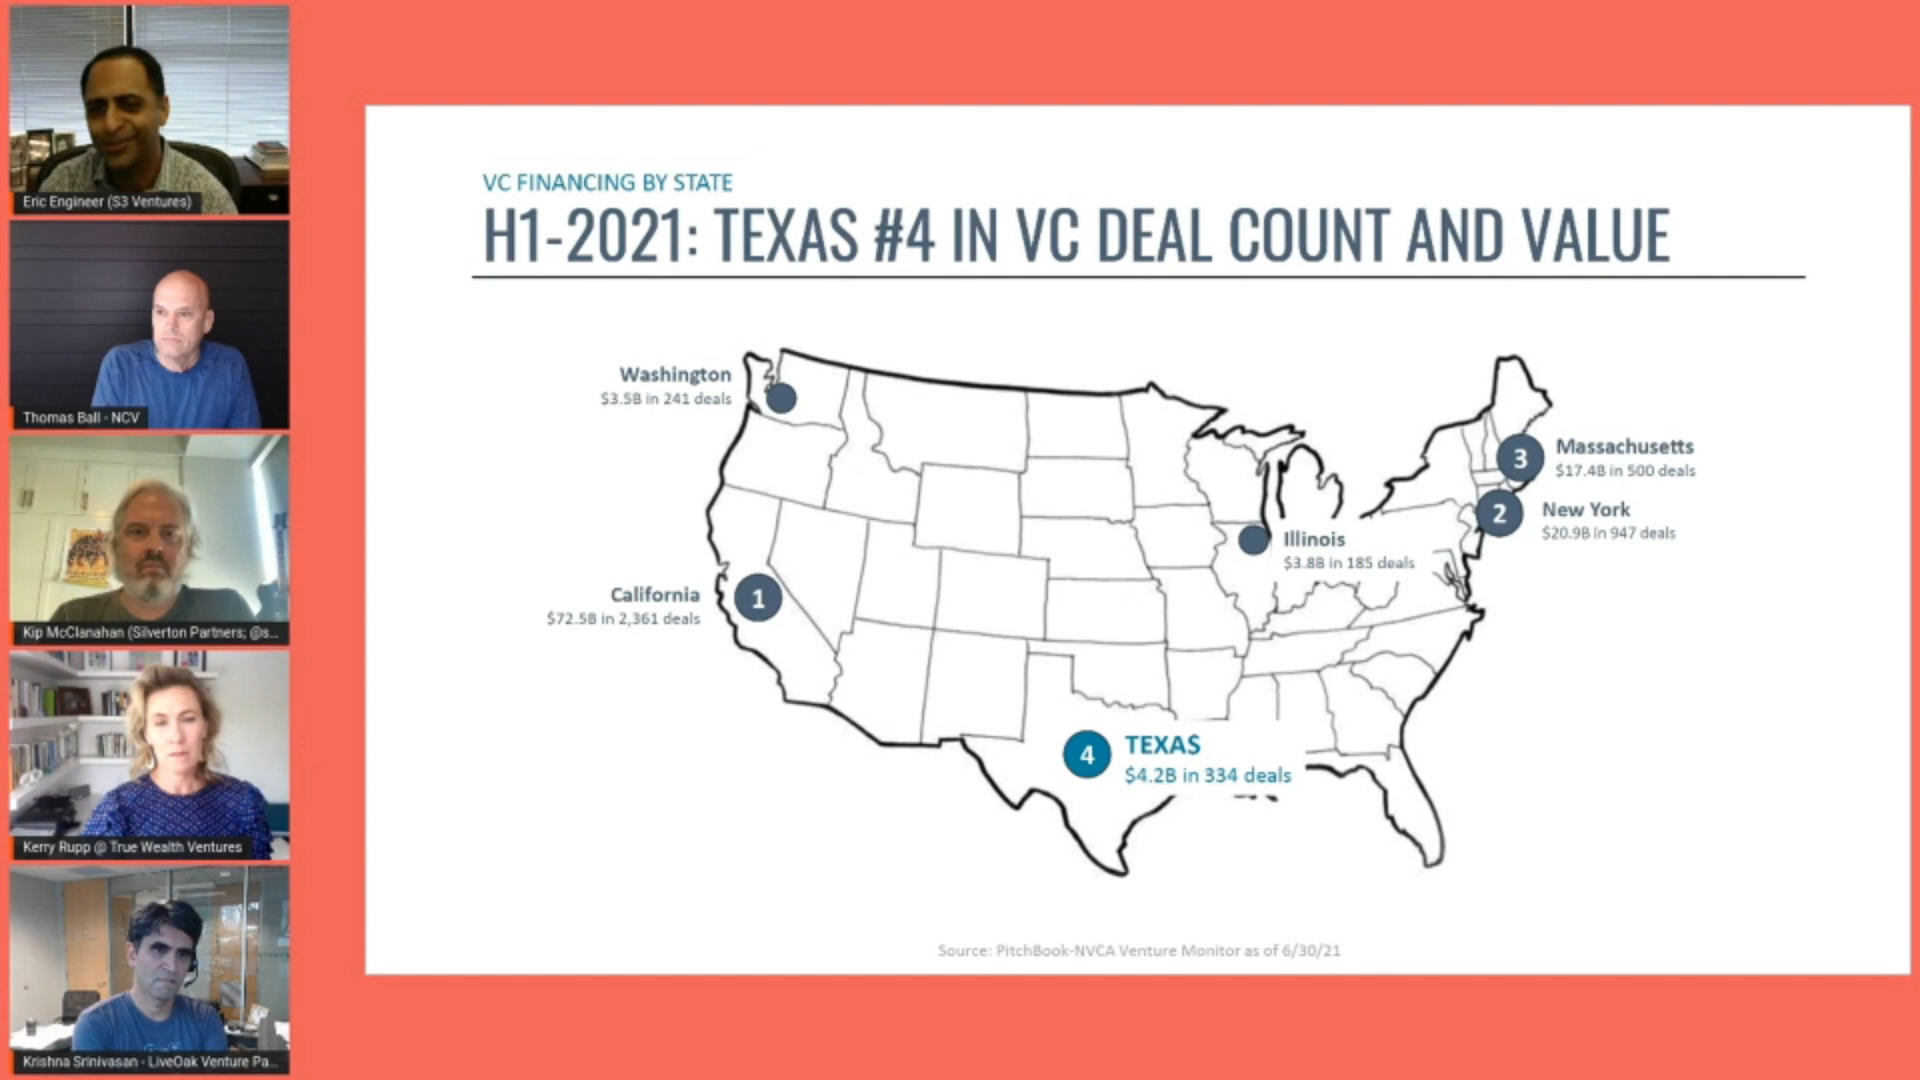 Eric Engineer (S3 Ventures)
Thomas Ball - NCV
Kip McClanahan (Silverton Partners; @s...
Kerry Rupp @ True Wealth Ventures
Krishna Srinivasan - LiveOak Venture Pa...
VC FINANCING BY STATE
H1-2021: TEXAS #4 IN VC DEAL COUNT AND VALUE
Washington
$3.5B in 241 deals
3
Massachusetts
$17.4B in 500 deals
2
New York
$20.9B in 947 deals
Illinois
$3.8B in 185 deals
California
$72.5B in 2,361 deals
1
4
TEXAS
$4.2B in 334 deals
Source: PitchBook-NVCA Venture Monitor as of 6/30/21